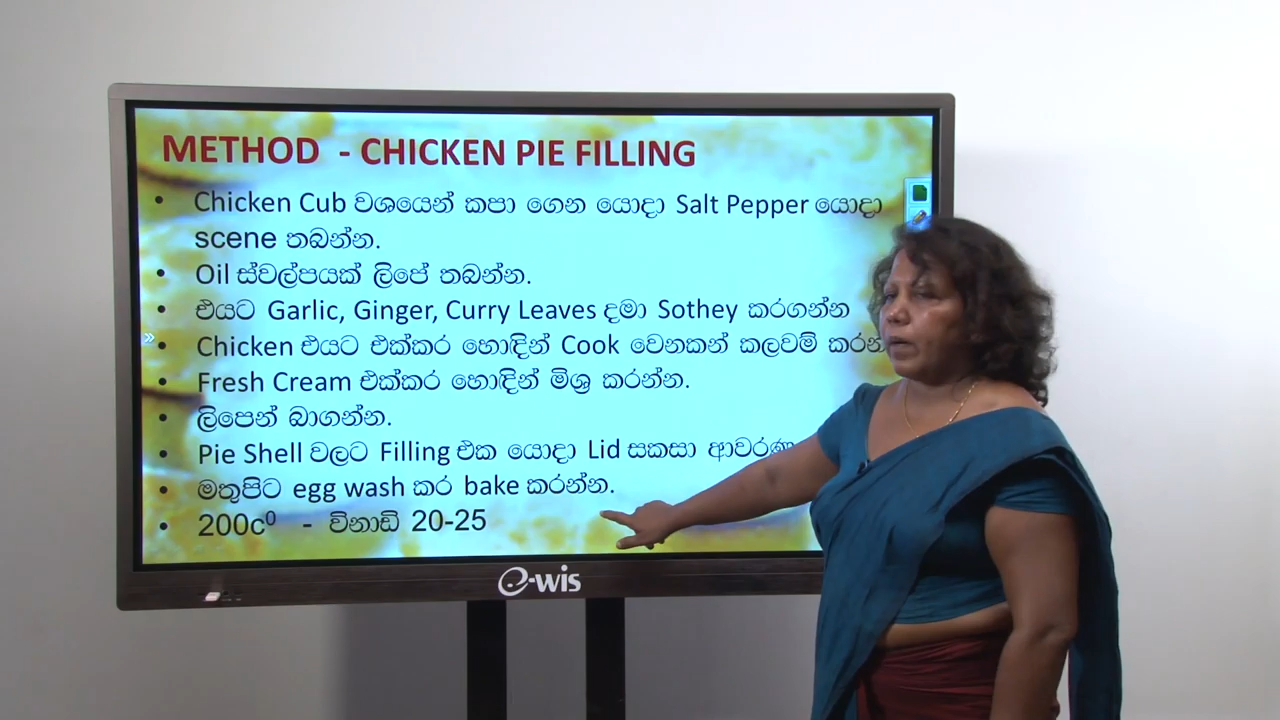 METHOD - CHICKEN PIE FILLING
• Chicken Cub වශයෙන් කපා ගෙන යොදා Salt Pepper යොදා
scene තබන්න.
• Oil ස්වල්පයක් ලිපේ තබන්න.
• එයට Garlic, Ginger, Curry Leaves දමා Sothey කරගන්න
• Chicken එයට එක්කර හොඳින් Cook වෙනකන් කලවම් කරන්
• Fresh Cream එක්කර හොඳින් මිශ්‍ර කරන්න.
• ලිපෙන් බාගන්න.
• Pie Shell වලට Filling එක යොදා Lid සකසා ආවරණ
• මතුපිට egg wash කර bake කරන්න.
• 200c⁰ - විනාඩි 20-25
e-wis